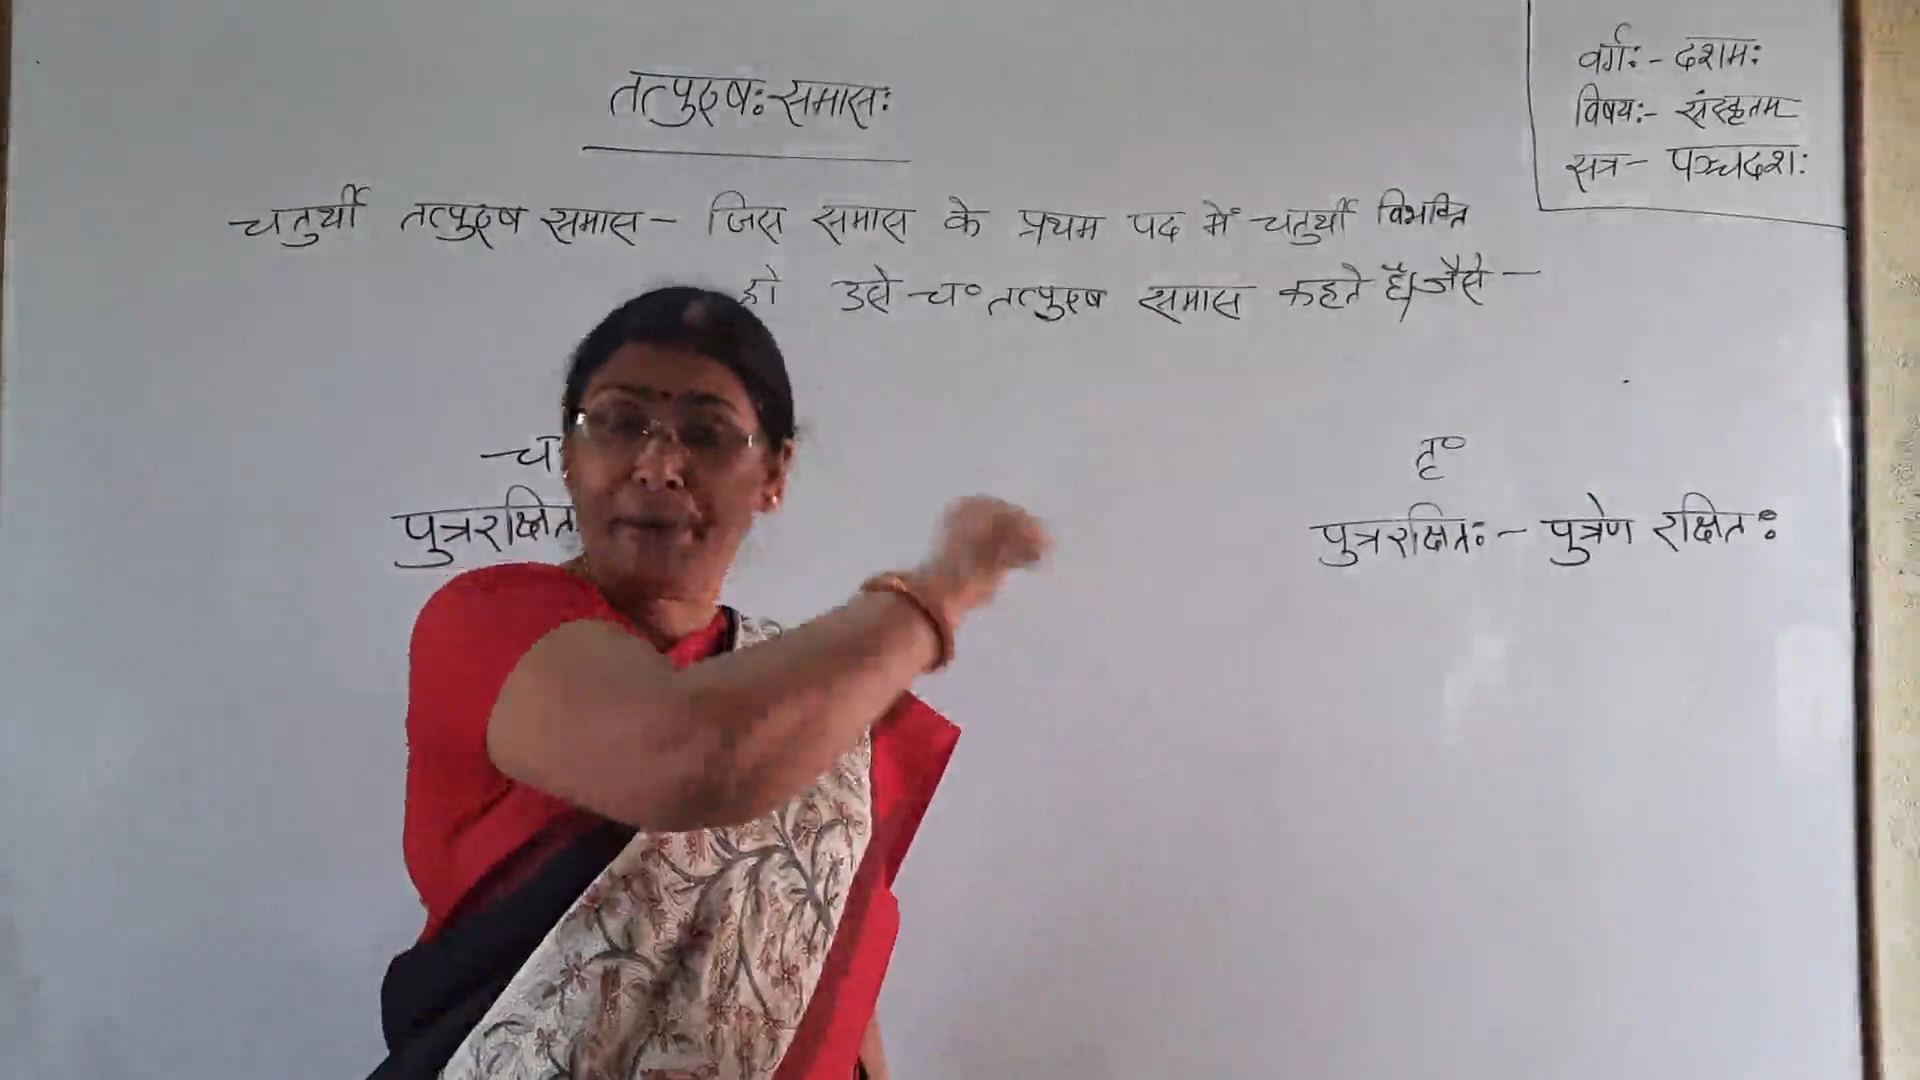 तत्पुरुषः समासः
वर्गः - दशमः
विषयः - संस्कृतम
सत्र - पञ्चदशः
चतुर्थी तत्पुरुष समास - जिस समास के प्रथम पद में चतुर्थी विभक्ति
हो उसे च० तत्पुरुष समास कहते हैं। जैसे -
च
तृ०
पुत्ररक्षित
पुत्ररक्षितः - पुत्रेण रक्षितः